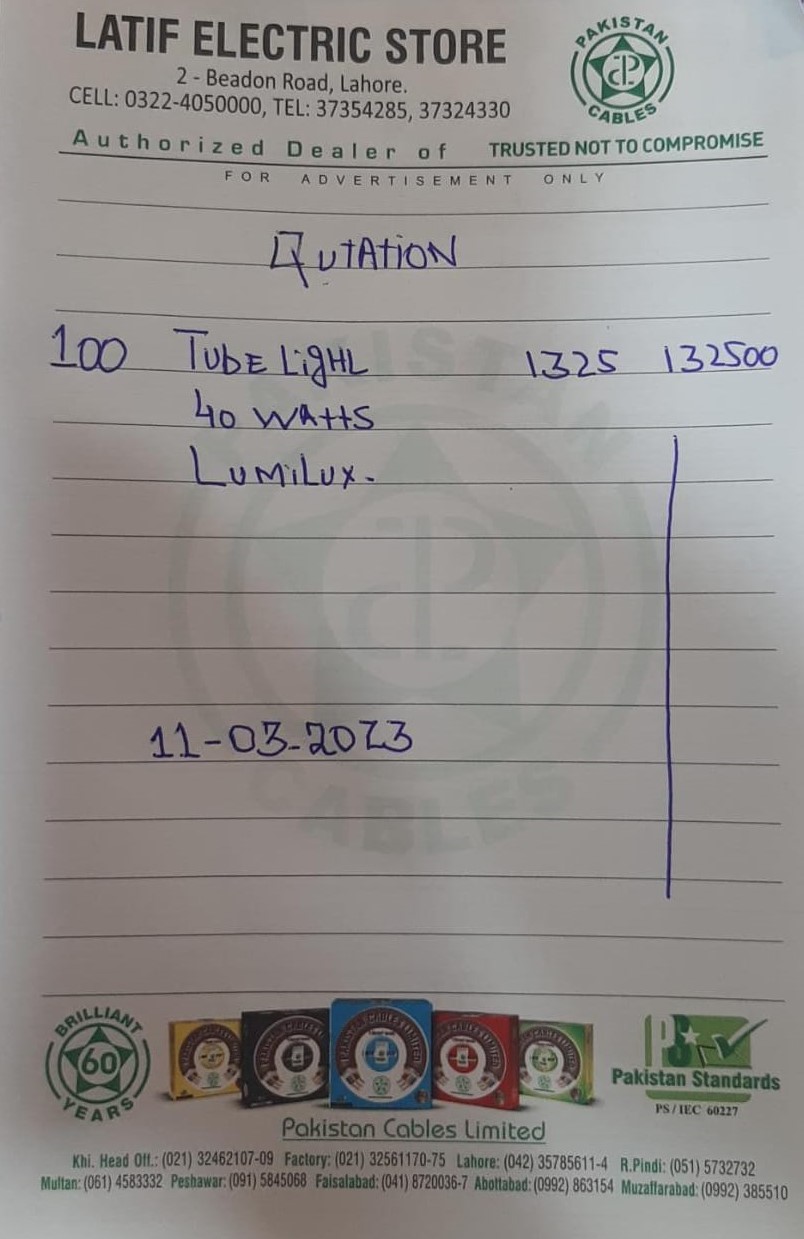 LATIF ELECTRIC STORE
2 - Beadon Road, Lahore.
CELL: 0322-4050000, TEL: 37354285, 37324330
PAKISTAN
CABLES
Authorized Dealer of TRUSTED NOT TO COMPROMISE
FOR ADVERTISEMENT ONLY
QUTATION
100 TUBE LIGHL 1325 132500
40 WATTS
LUMILUX.
11-03-2023
PAKISTAN
CABLES
BRILLIANT
60
YEARS
PS
Pakistan Standards
PS / IEC 60227
Pakistan Cables Limited
Khi. Head Off.: (021) 32462107-09 Factory: (021) 32561170-75 Lahore: (042) 35785611-4 R.Pindi: (051) 5732732
Multan: (061) 4583332 Peshawar: (091) 5845068 Faisalabad: (041) 8720036-7 Abottabad: (0992) 863154 Muzaffarabad: (0992) 385510